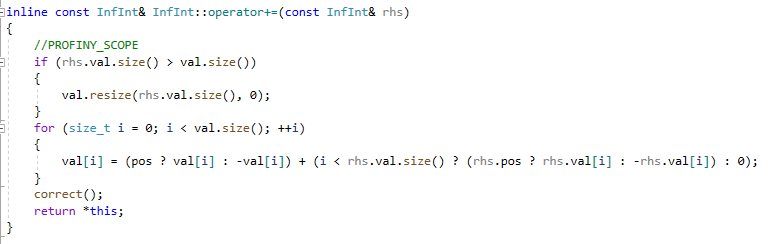 inline const InfInt& InfInt::operator+=(const InfInt& rhs)
{
    //PROFINY_SCOPE
    if (rhs.val.size() > val.size())
    {
        val.resize(rhs.val.size(), 0);
    }
    for (size_t i = 0; i < val.size(); ++i)
    {
        val[i] = (pos ? val[i] : -val[i]) + (i < rhs.val.size() ? (rhs.pos ? rhs.val[i] : -rhs.val[i]) : 0);
    }
    correct();
    return *this;
}